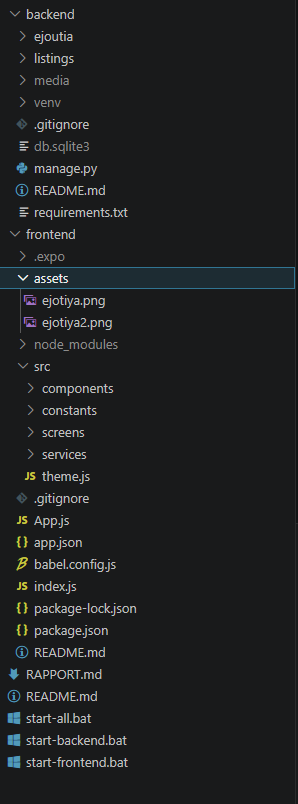 backend
ejoutia
listings
media
venv
.gitignore
db.sqlite3
manage.py
README.md
requirements.txt
frontend
.expo
assets
ejotiya.png
ejotiya2.png
node_modules
src
components
constants
screens
services
JS theme.js
.gitignore
JS App.js
{} app.json
babel.config.js
JS index.js
{} package-lock.json
{} package.json
README.md
RAPPORT.md
README.md
start-all.bat
start-backend.bat
start-frontend.bat